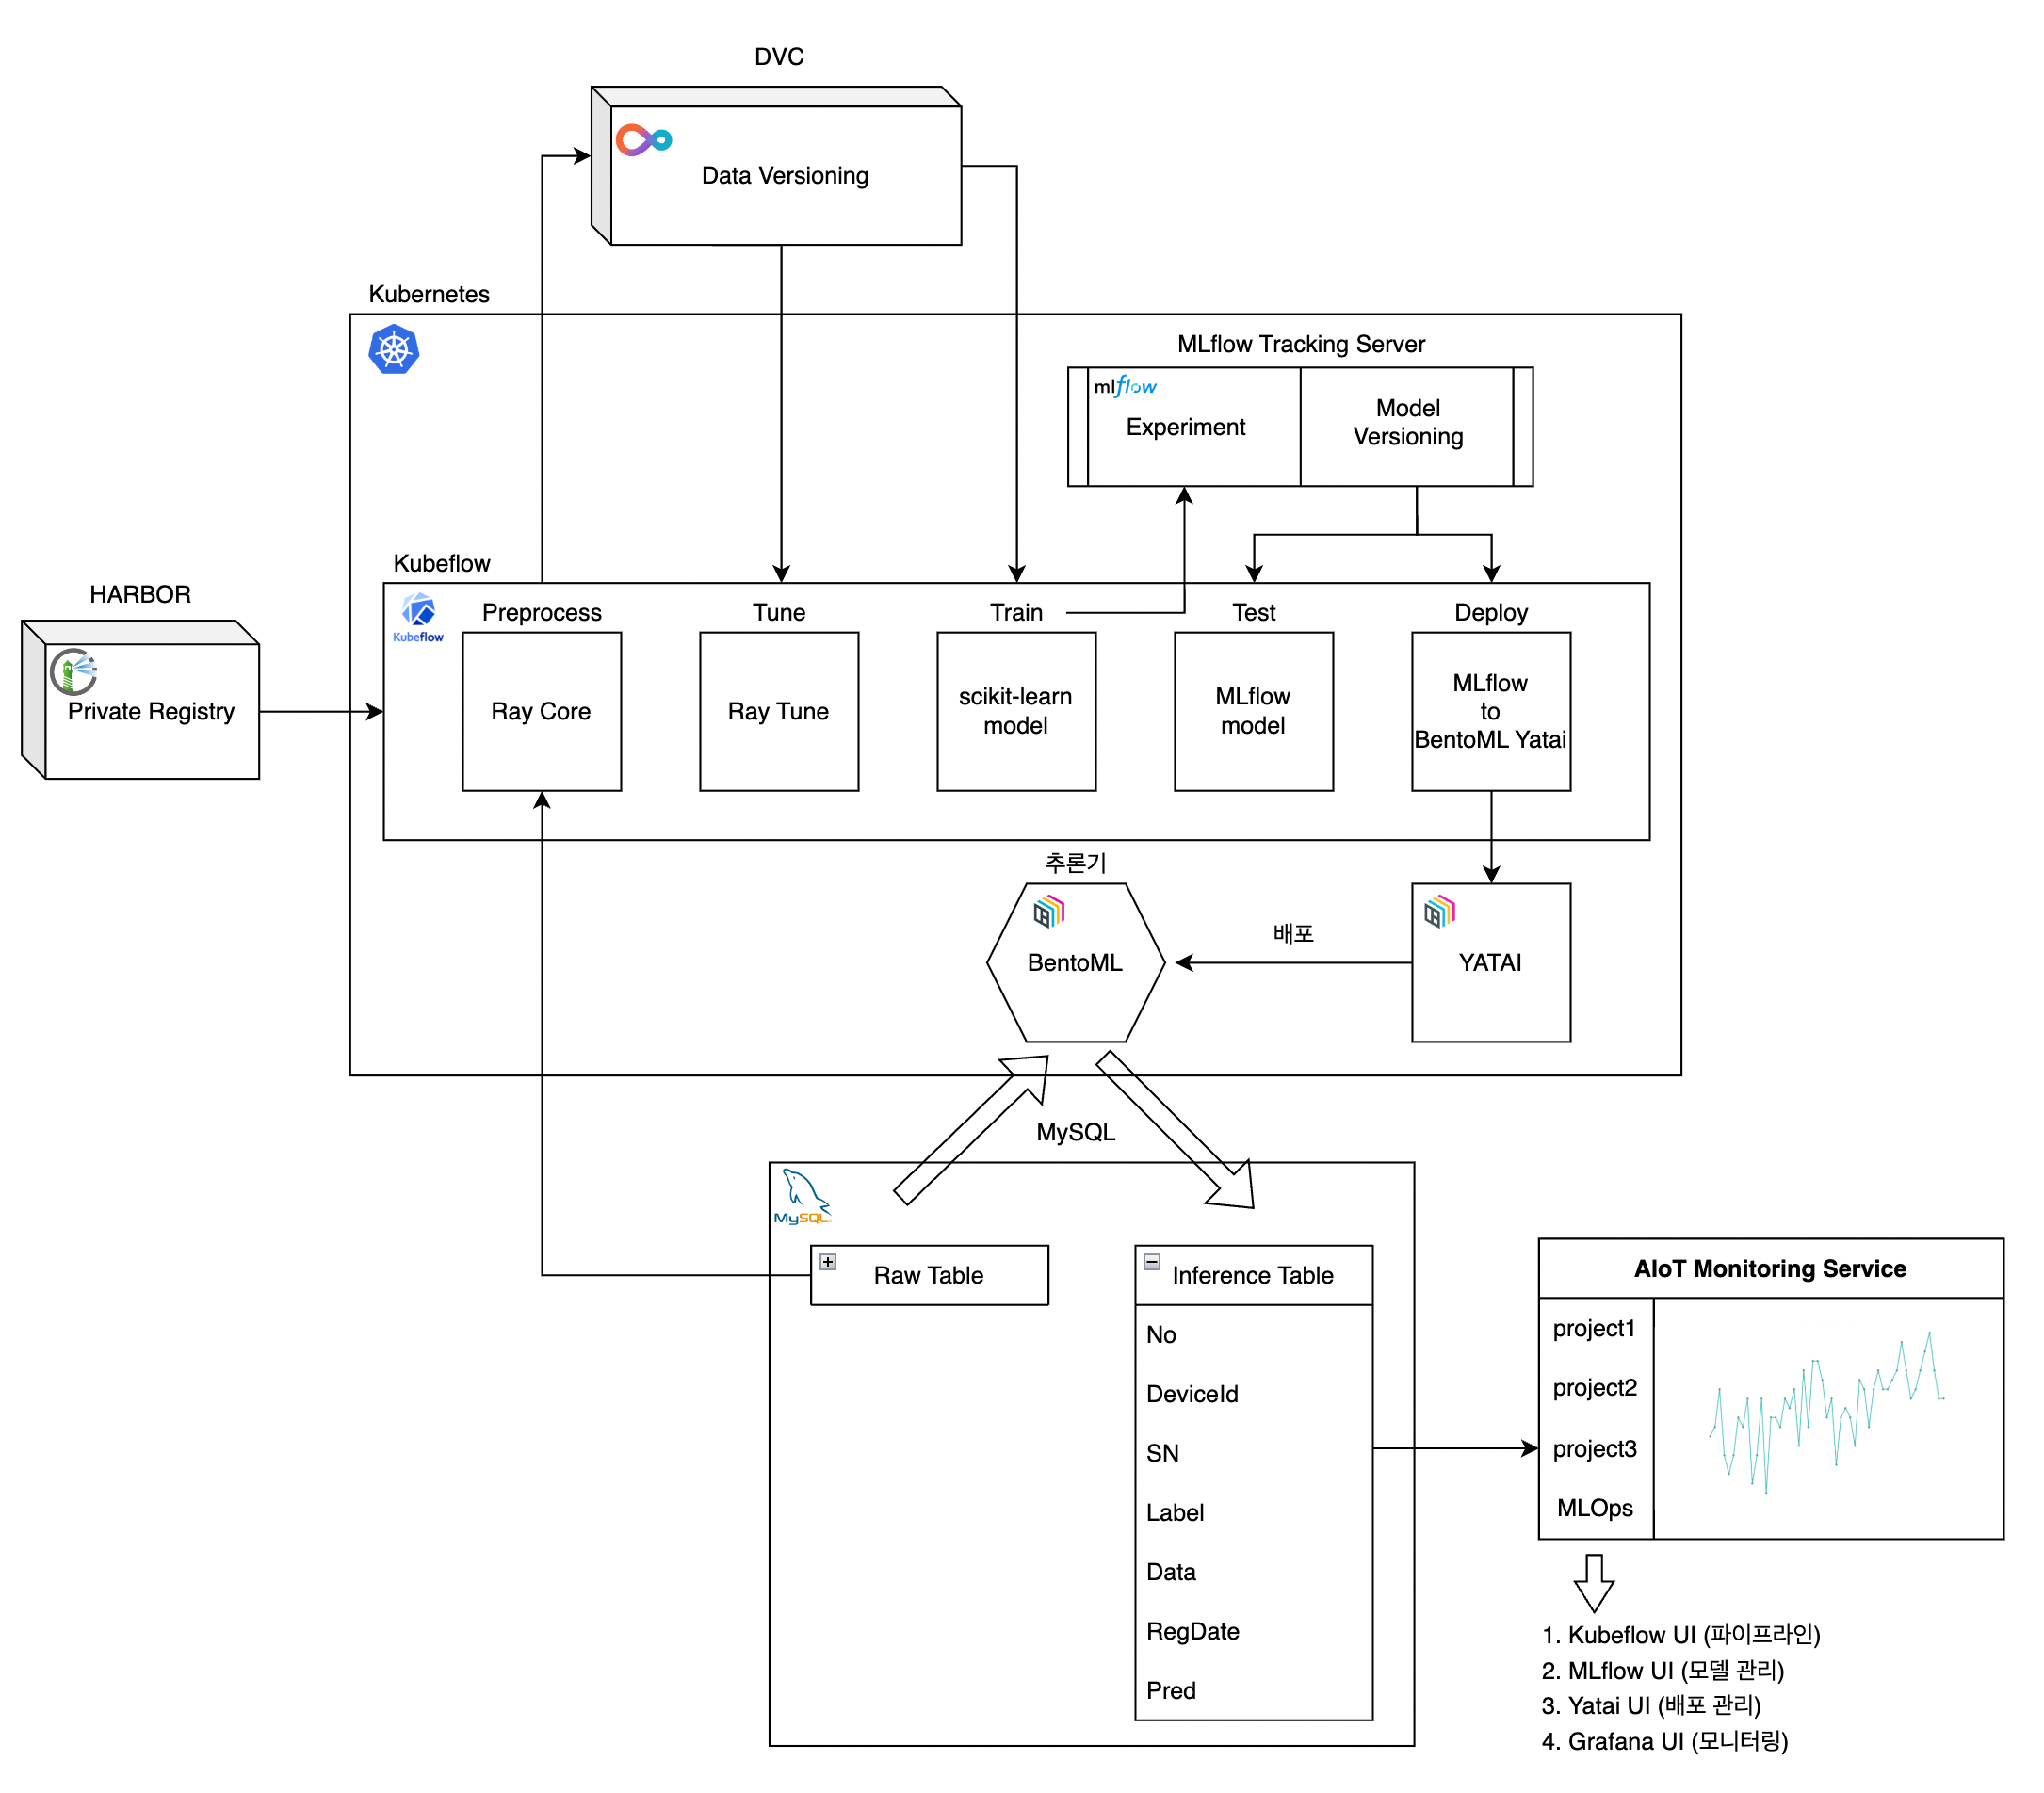 DVC
Data Versioning
Kubernetes
MLflow Tracking Server
mlflow
Experiment
Model
Versioning
Kubeflow
Kubeflow
HARBOR
Private Registry
Preprocess
Ray Core
Tune
Ray Tune
Train
scikit-learn
model
Test
MLflow
model
Deploy
MLflow
to
BentoML Yatai
추론기
BentoML
배포
YATAI
MySQL
MySQL
Raw Table
Inference Table
No
DeviceId
SN
Label
Data
RegDate
Pred
AIoT Monitoring Service
project1
project2
project3
MLOps
1. Kubeflow UI (파이프라인)
2. MLflow UI (모델 관리)
3. Yatai UI (배포 관리)
4. Grafana UI (모니터링)